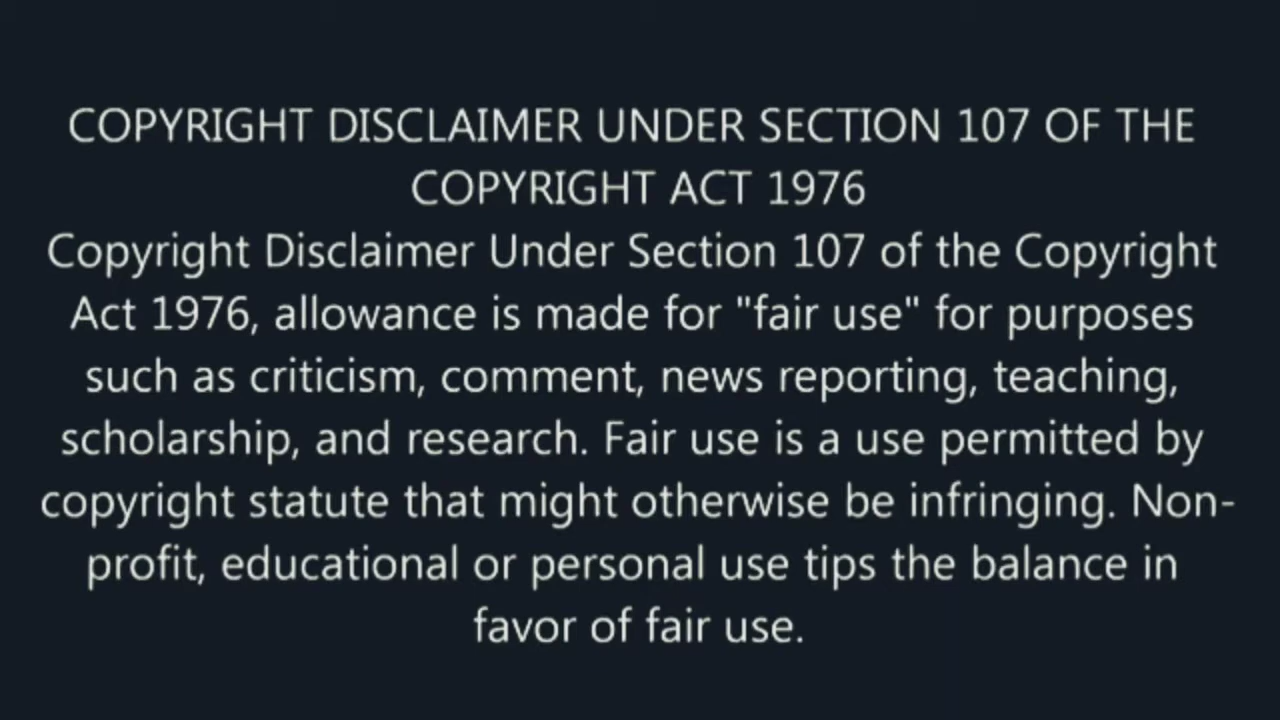 COPYRIGHT DISCLAIMER UNDER SECTION 107 OF THE
COPYRIGHT ACT 1976
Copyright Disclaimer Under Section 107 of the Copyright
Act 1976, allowance is made for "fair use" for purposes
such as criticism, comment, news reporting, teaching,
scholarship, and research. Fair use is a use permitted by
copyright statute that might otherwise be infringing. Non-
profit, educational or personal use tips the balance in
favor of fair use.